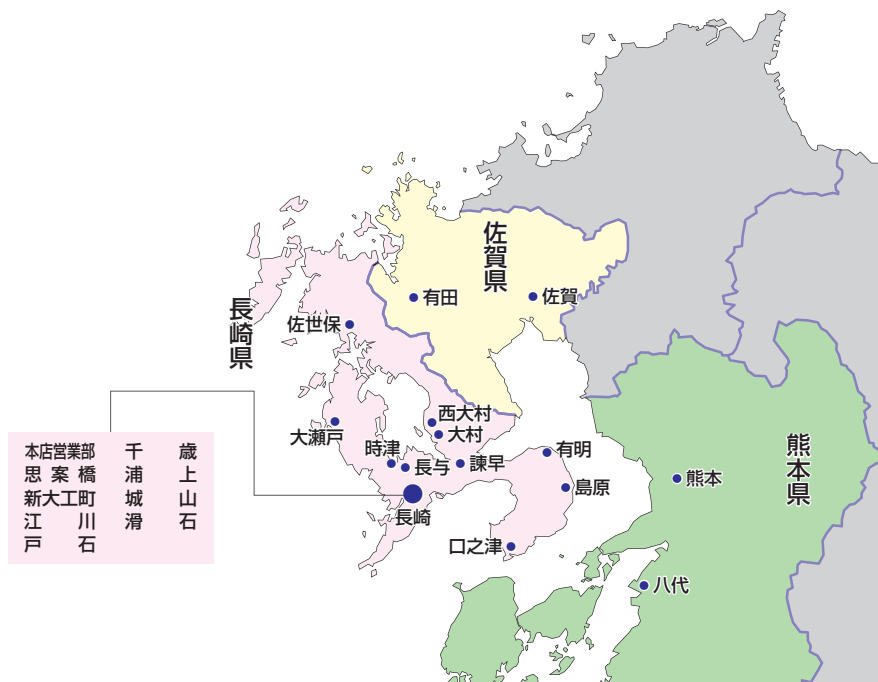 佐賀県
有田
佐賀
長崎県
佐世保
西大村
大村
大瀬戸
時津
長与
諫早
有明
島原
長崎
口之津
熊本県
熊本
八代
本店営業部 千歳
思案橋 浦上
新大工町 城山
江川 滑石
戸石